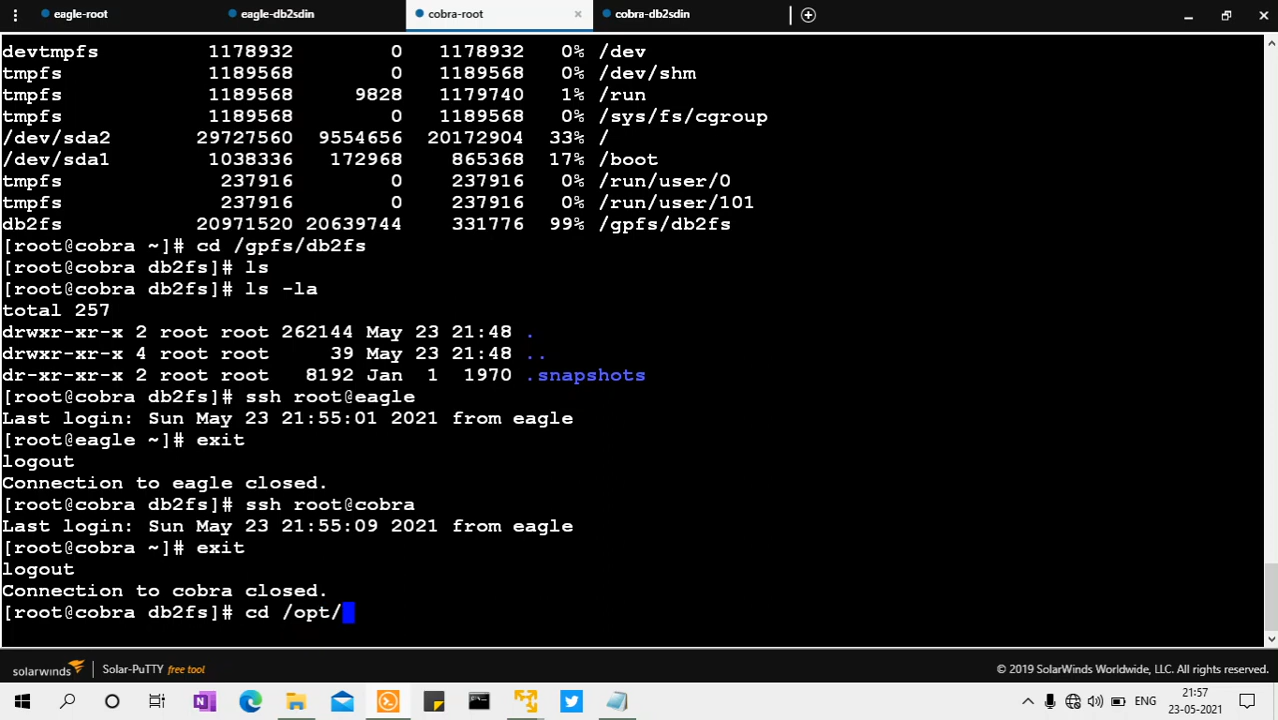 eagle-root eagle-db2sdin cobra-root × cobra-db2sdin
devtmpfs 1178932 0 1178932 0% /dev
tmpfs 1189568 0 1189568 0% /dev/shm
tmpfs 1189568 9828 1179740 1% /run
tmpfs 1189568 0 1189568 0% /sys/fs/cgroup
/dev/sda2 29727560 9554656 20172904 33% /
/dev/sda1 1038336 172968 865368 17% /boot
tmpfs 237916 0 237916 0% /run/user/0
tmpfs 237916 0 237916 0% /run/user/101
db2fs 20971520 20639744 331776 99% /gpfs/db2fs
[root@cobra ~]# cd /gpfs/db2fs
[root@cobra db2fs]# ls
[root@cobra db2fs]# ls -la
total 257
drwxr-xr-x 2 root root 262144 May 23 21:48 .
drwxr-xr-x 4 root root 39 May 23 21:48 ..
dr-xr-xr-x 2 root root 8192 Jan 1 1970 .snapshots
[root@cobra db2fs]# ssh root@eagle
Last login: Sun May 23 21:55:01 2021 from eagle
[root@eagle ~]# exit
logout
Connection to eagle closed.
[root@cobra db2fs]# ssh root@cobra
Last login: Sun May 23 21:55:09 2021 from eagle
[root@cobra ~]# exit
logout
Connection to cobra closed.
[root@cobra db2fs]# cd /opt/
solarwinds Solar-PuTTY free tool © 2019 SolarWinds Worldwide, LLC. All rights reserved.
ENG 21:57
23-05-2021